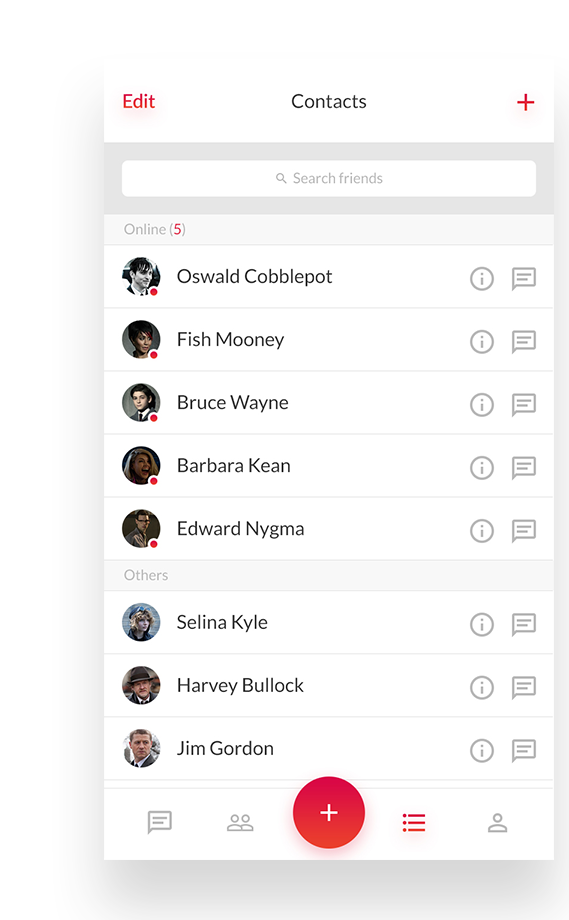 Edit Contacts +
Search friends
Online (5)
Oswald Cobblepot
Fish Mooney
Bruce Wayne
Barbara Kean
Edward Nygma
Others
Selina Kyle
Harvey Bullock
Jim Gordon
+